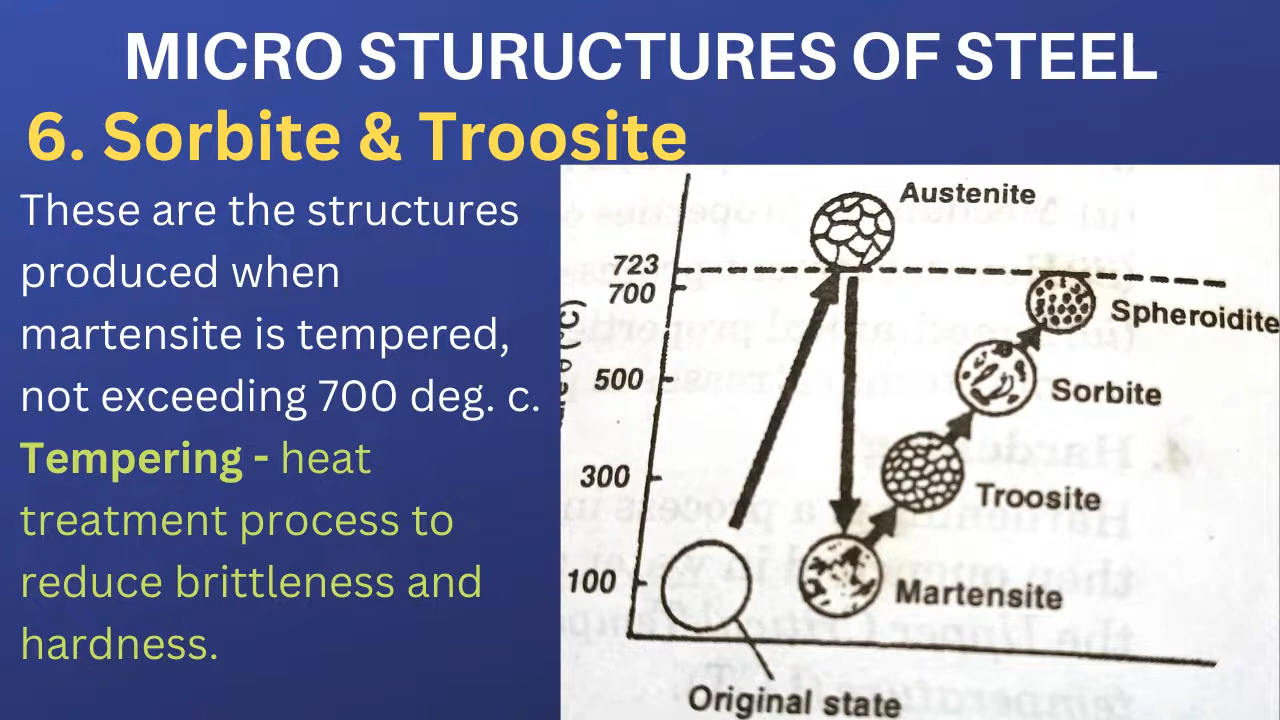 MICRO STURUCTURES OF STEEL
6. Sorbite & Troosite
These are the structures
produced when
martensite is tempered,
not exceeding 700 deg. c.
Tempering - heat
treatment process to
reduce brittleness and
hardness.
Austenite
723
700
Spheroidite
500
Sorbite
300
Troosite
100
Martensite
Original state
(°C)